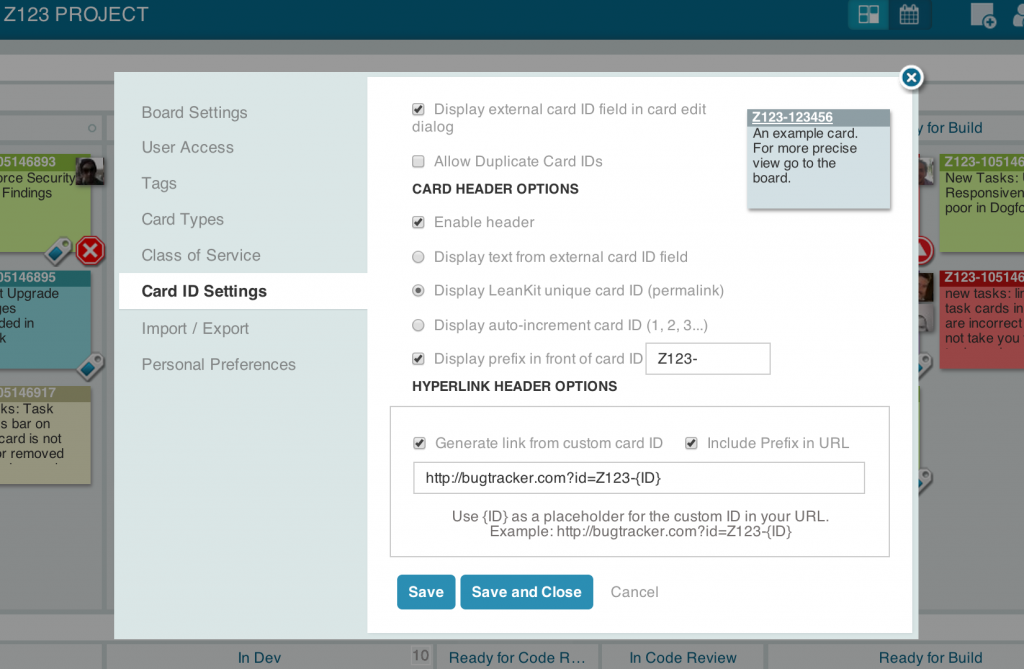 Z123 PROJECT
Board Settings
User Access
Tags
Card Types
Class of Service
Card ID Settings
Import / Export
Personal Preferences
Display external card ID field in card edit
dialog
Allow Duplicate Card IDs
CARD HEADER OPTIONS
Enable header
Display text from external card ID field
Display LeanKit unique card ID (permalink)
Display auto-increment card ID (1, 2, 3...)
Display prefix in front of card ID Z123-
HYPERLINK HEADER OPTIONS
Generate link from custom card ID Include Prefix in URL
http://bugtracker.com?id=Z123-{ID}
Use {ID} as a placeholder for the custom ID in your URL.
Example: http://bugtracker.com?id=Z123-{ID}
Save Save and Close Cancel
Z123-123456
An example card.
For more precise
view go to the
board.
05146893
orce Security
Findings
05146895
t Upgrade
ges
ded in
k
05146917
ks: Task
s bar on
card is not
or removed
y for Build
Z123-105146
New Tasks: U
Responsiven
poor in Dogfo
Z123-105146
new tasks: lin
task cards in
are incorrect
not take you
In Dev 10 Ready for Code R... In Code Review Ready for Build